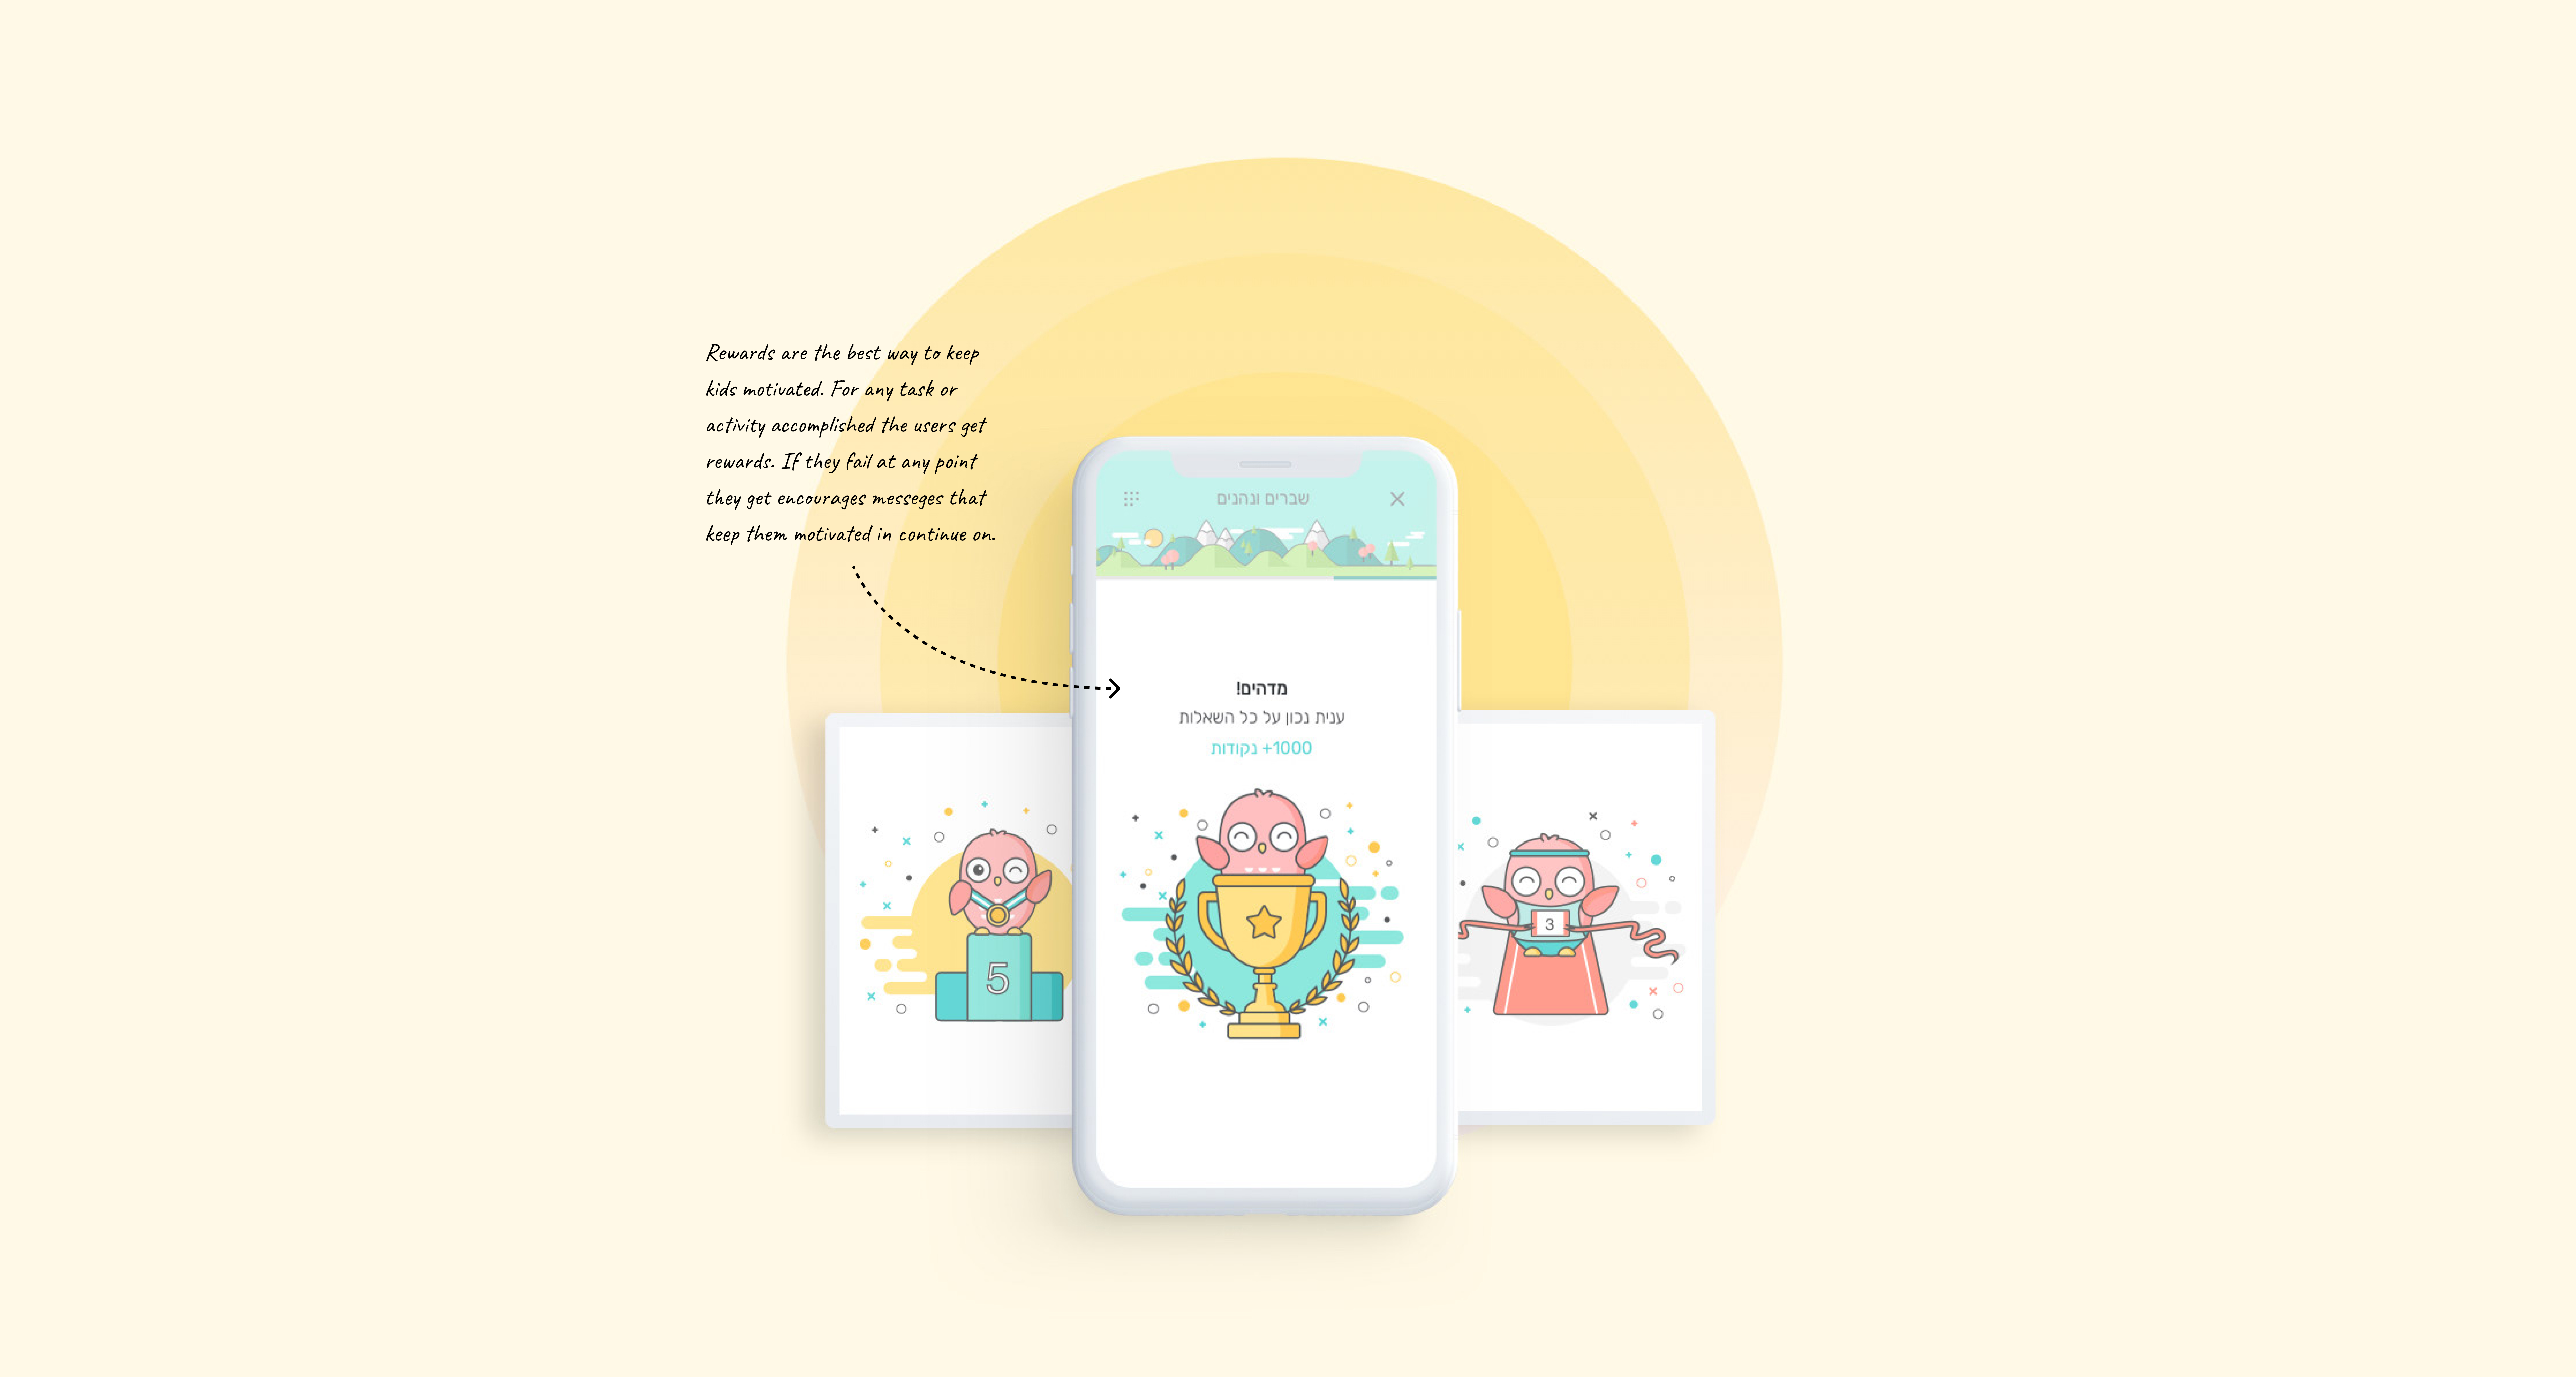 Rewards are the best way to keep
kids motivated. For any task or
activity accomplished the users get
rewards. If they fail at any point
they get encourages messeges that
keep them motivated in continue on.
שברים ונהנים
מדהים!
ענית נכון על כל השאלות
+1000 נקודות
5
3